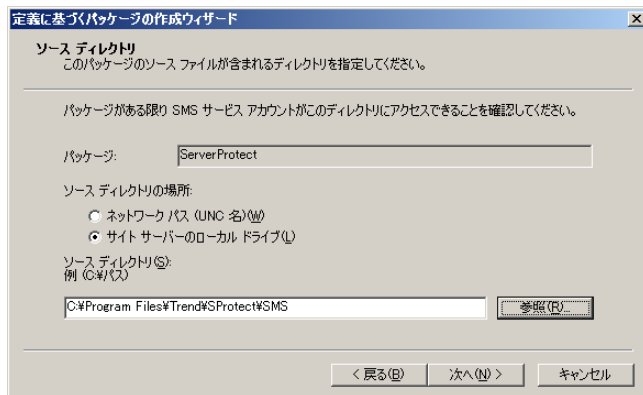 定義に基づくパッケージの作成ウィザード
ソース ディレクトリ
このパッケージのソース ファイルが含まれるディレクトリを指定してください。
パッケージがある限り SMS サービス アカウントがこのディレクトリにアクセスできることを確認してください。
パッケージ: ServerProtect
ソース ディレクトリの場所:
ネットワーク パス (UNC 名)(W)
サイト サーバーのローカル ドライブ(L)
ソース ディレクトリ(S):
例 (C:¥パス)
C:¥Program Files¥Trend¥SProtect¥SMS 参照(R)...
< 戻る(B) 次へ(N) > キャンセル